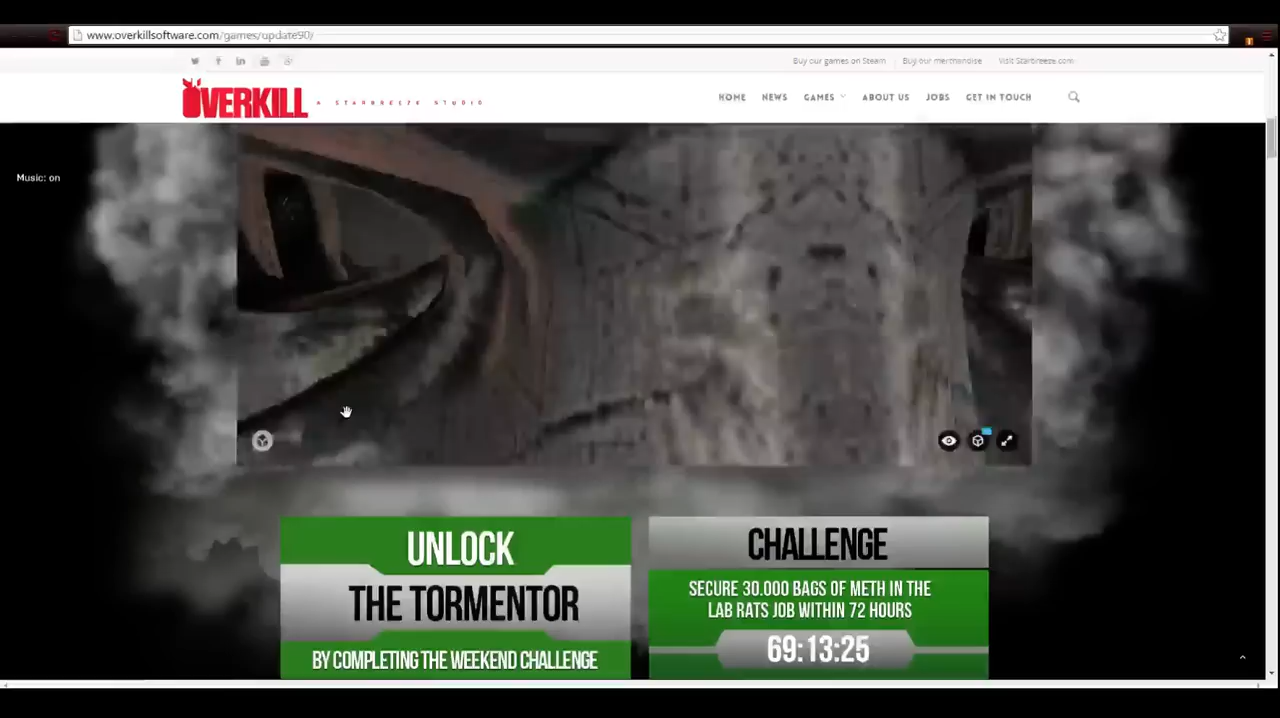 www.overkillsoftware.com/games/update90/
Buy our games on Steam
Buy our merchandise
Visit Starbreeze.com
OVERKILL
A STARBREEZE STUDIO
HOME
NEWS
GAMES
ABOUT US
JOBS
GET IN TOUCH
Music: on
UNLOCK
THE TORMENTOR
BY COMPLETING THE WEEKEND CHALLENGE
CHALLENGE
SECURE 30.000 BAGS OF METH IN THE
LAB RATS JOB WITHIN 72 HOURS
69:13:25